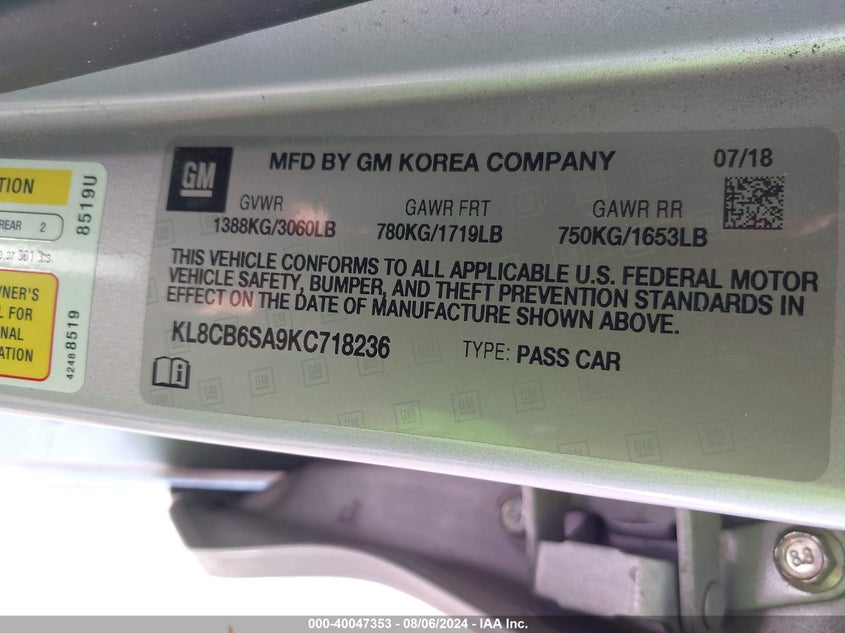 GM
MFD BY GM KOREA COMPANY
07/18
GVWR
1388KG/3060LB
GAWR FRT
780KG/1719LB
GAWR RR
750KG/1653LB
THIS VEHICLE CONFORMS TO ALL APPLICABLE U.S. FEDERAL MOTOR
VEHICLE SAFETY, BUMPER, AND THEFT PREVENTION STANDARDS IN
EFFECT ON THE DATE OF MANUFACTURE SHOWN ABOVE.
KL8CB6SA9KC718236
TYPE: PASS CAR
TION
REAR 2
8519U
WNER'S
L FOR
NAL
ATION
4248 8519
8.8
000-40047353 - 08/06/2024 - IAA Inc.